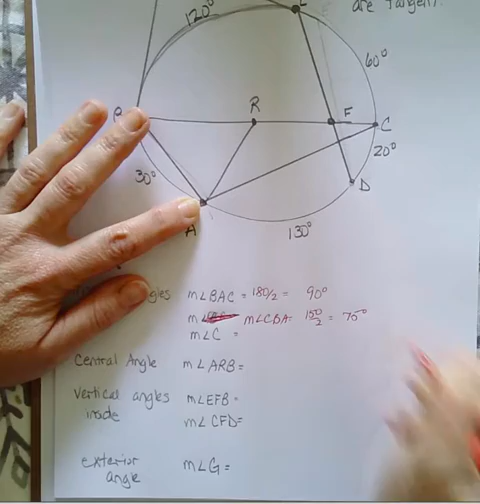 are tangent.
120°
60°
R
F
C
20°
D
30°
A
130°
m∠BAC = 180/2 = 90°
m∠CBA = 150/2 = 75°
m∠C =
Central Angle m∠ARB =
vertical angles m∠EFB =
inside m∠CFD =
exterior m∠G =
angle